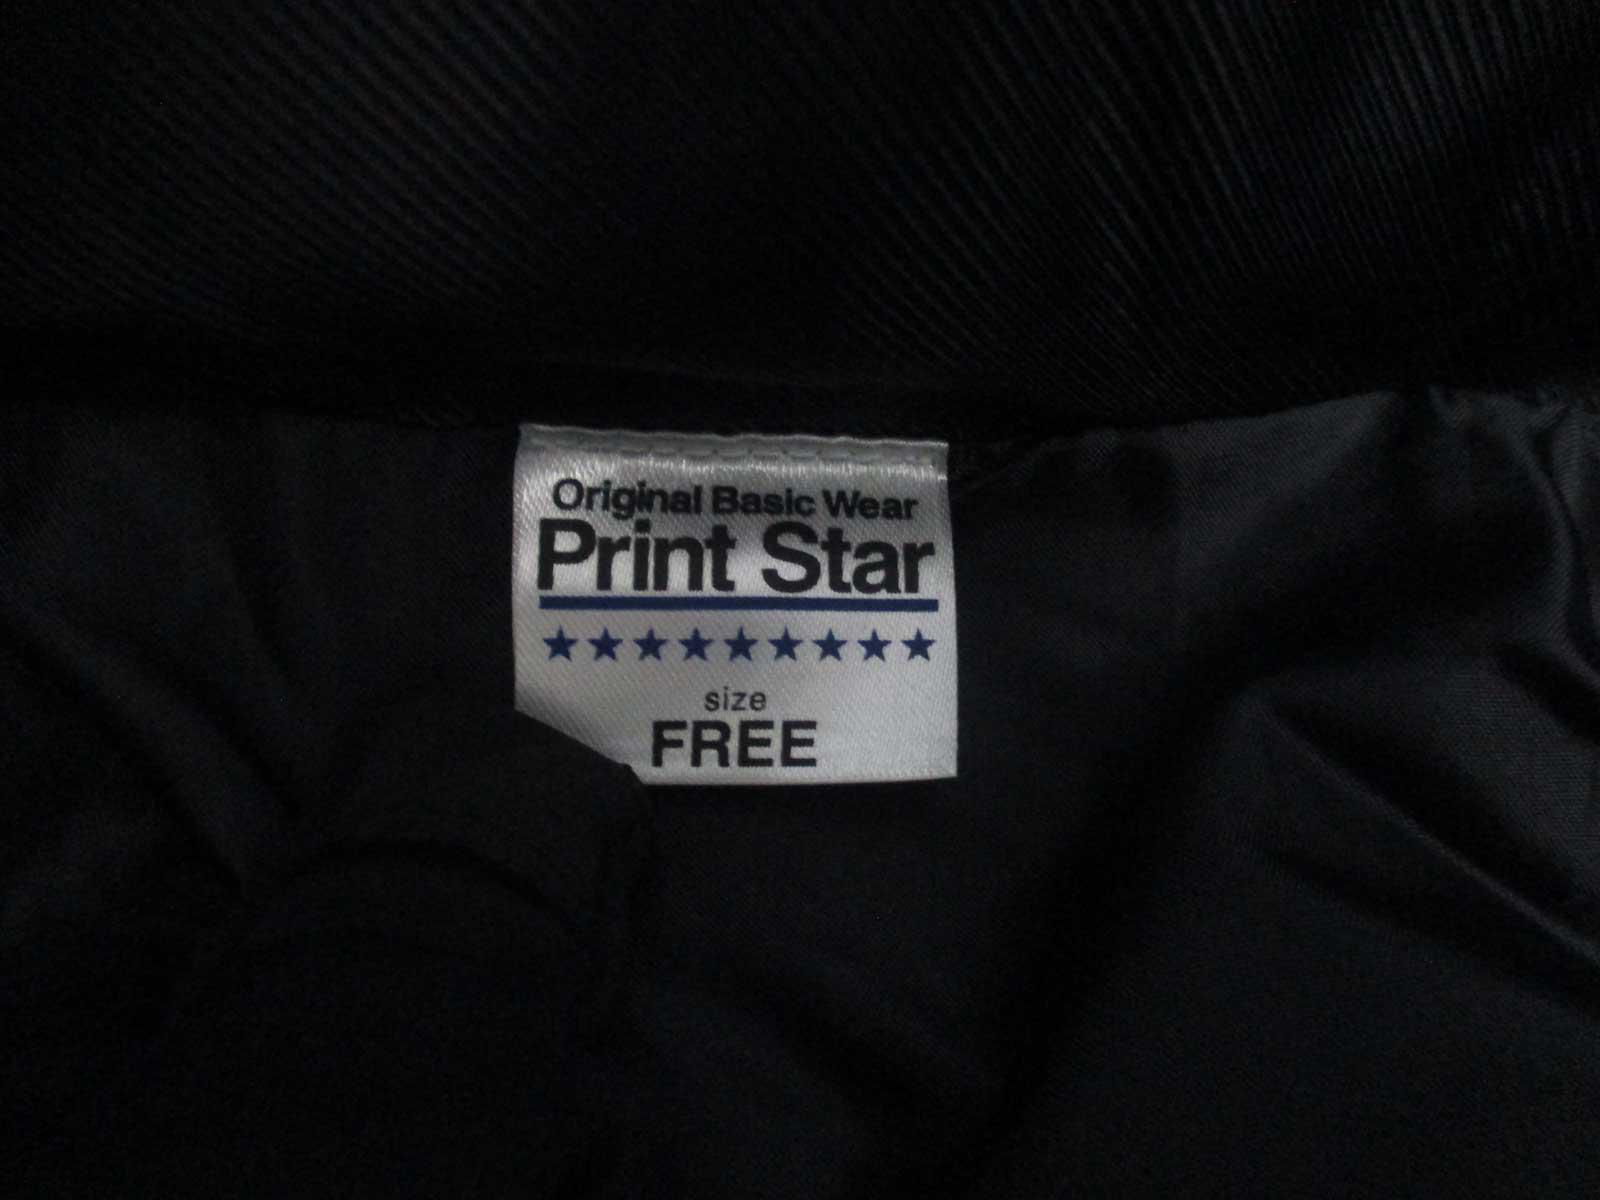 Original Basic Wear
Print Star
size
FREE